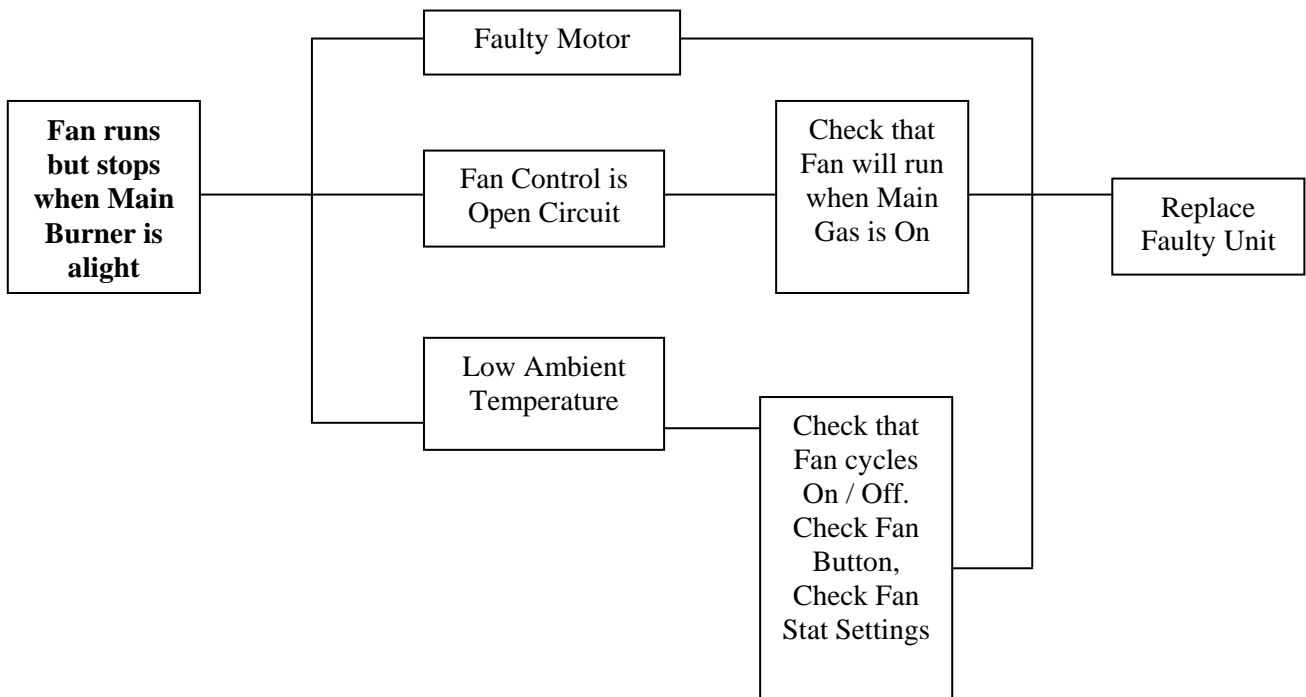 Fan runs
but stops
when Main
Burner is
alight
Faulty Motor
Fan Control is
Open Circuit
Check that
Fan will run
when Main
Gas is On
Low Ambient
Temperature
Check that
Fan cycles
On / Off.
Check Fan
Button,
Check Fan
Stat Settings
Replace
Faulty Unit